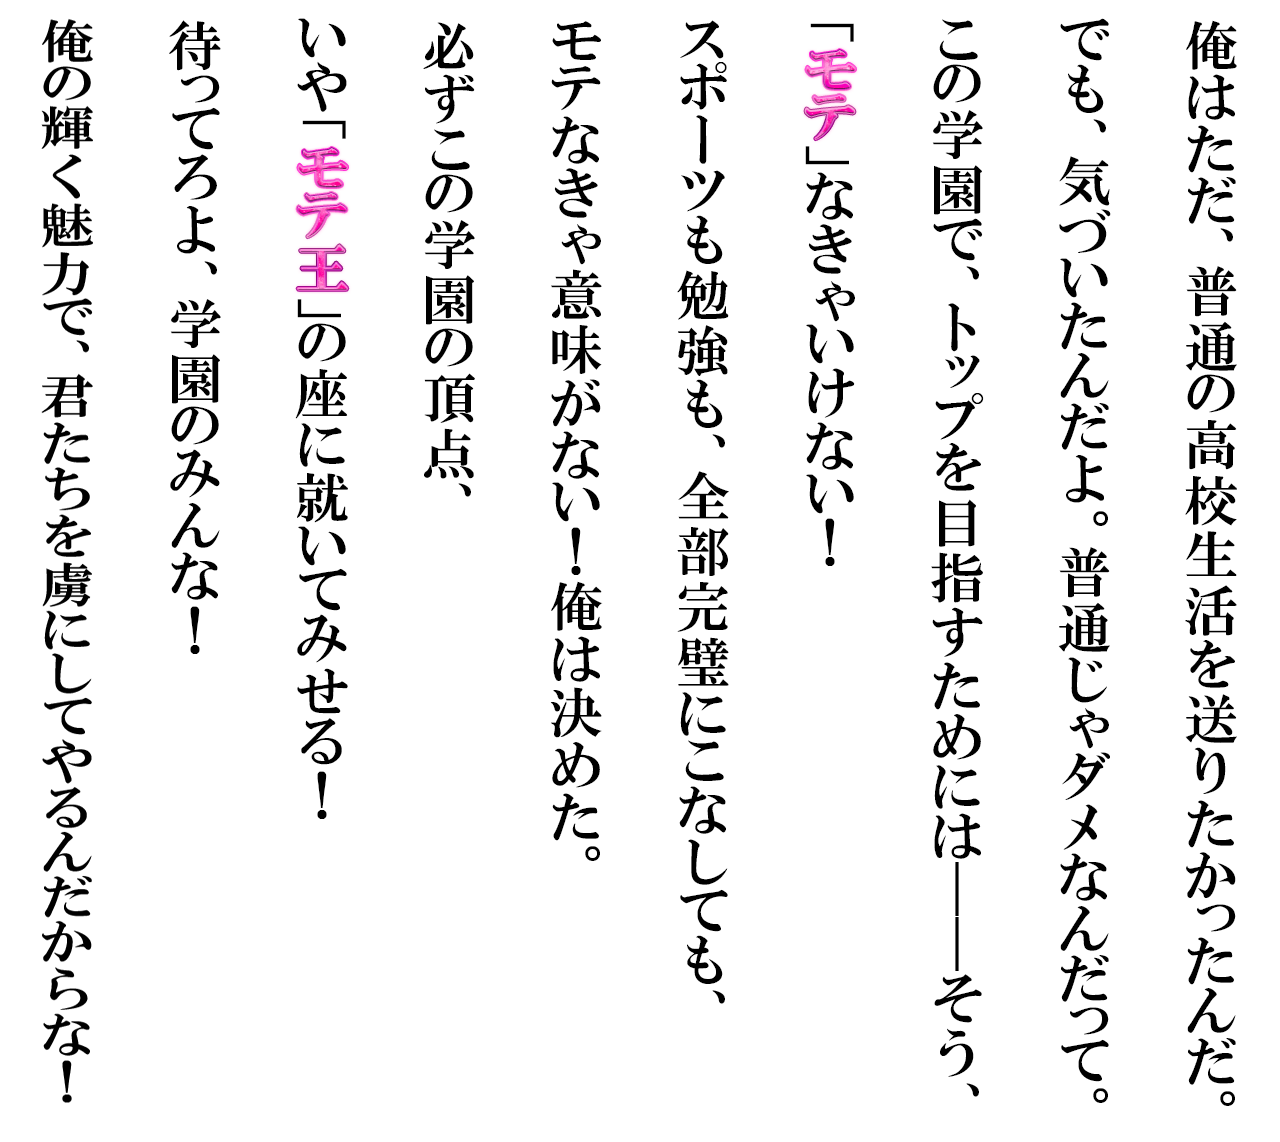 俺はただ、普通の高校生活を送りたかったんだ。
でも、気づいたんだよ。普通じゃダメなんだって。
この学園で、トップを目指すためには――そう、
「モテ」なきゃいけない！
スポーツも勉強も、全部完璧にこなしても、
モテなきゃ意味がない！俺は決めた。
必ずこの学園の頂点、
いや「モテ王」の座に就いてみせる！
待ってろよ、学園のみんな！
俺の輝く魅力で、君たちを虜にしてやるんだからな！